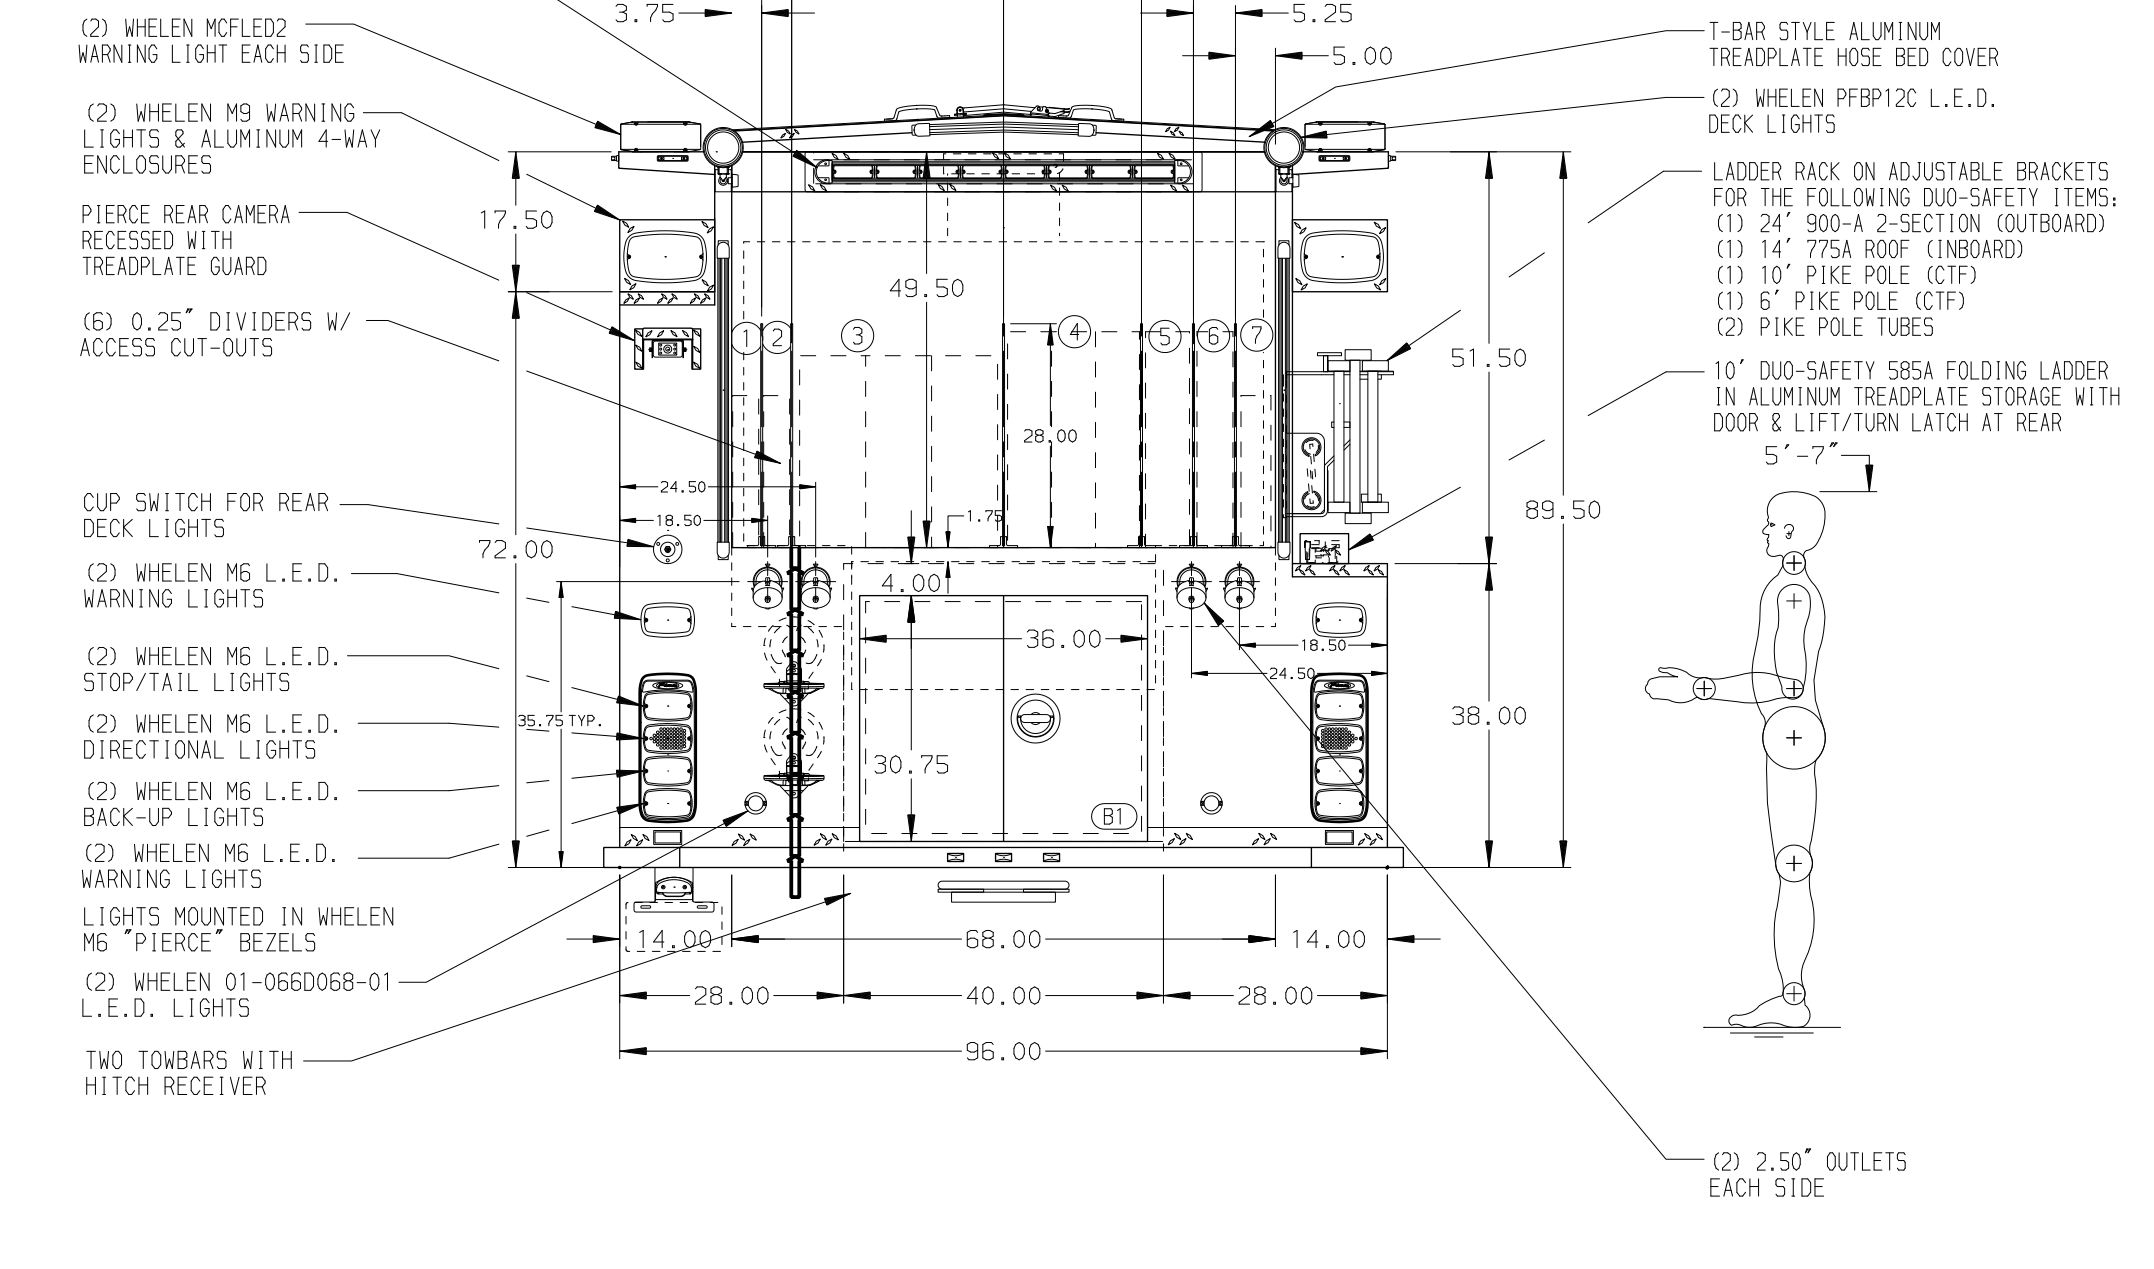 (2) WHELEN MCFLED2
WARNING LIGHT EACH SIDE
(2) WHELEN M9 WARNING
LIGHTS & ALUMINUM 4-WAY
ENCLOSURES
PIERCE REAR CAMERA
RECESSED WITH
TREADPLATE GUARD
(6) 0.25" DIVIDERS W/
ACCESS CUT-OUTS
CUP SWITCH FOR REAR
DECK LIGHTS
(2) WHELEN M6 L.E.D.
WARNING LIGHTS
(2) WHELEN M6 L.E.D.
STOP/TAIL LIGHTS
(2) WHELEN M6 L.E.D.
DIRECTIONAL LIGHTS
(2) WHELEN M6 L.E.D.
BACK-UP LIGHTS
(2) WHELEN M6 L.E.D.
WARNING LIGHTS
LIGHTS MOUNTED IN WHELEN
M6 "PIERCE" BEZELS
(2) WHELEN 01-066D068-01
L.E.D. LIGHTS
TWO TOWBARS WITH
HITCH RECEIVER
3.75
5.25
5.00
17.50
49.50
1
2
3
4
5
6
7
28.00
24.50
18.50
1.75
72.00
4.00
36.00
18.50
24.50
35.75 TYP.
30.75
B1
51.50
89.50
38.00
14.00
68.00
14.00
28.00
40.00
28.00
96.00
T-BAR STYLE ALUMINUM
TREADPLATE HOSE BED COVER
(2) WHELEN PFBP12C L.E.D.
DECK LIGHTS
LADDER RACK ON ADJUSTABLE BRACKETS
FOR THE FOLLOWING DUO-SAFETY ITEMS:
(1) 24' 900-A 2-SECTION (OUTBOARD)
(1) 14' 775A ROOF (INBOARD)
(1) 10' PIKE POLE (CTF)
(1) 6' PIKE POLE (CTF)
(2) PIKE POLE TUBES
10' DUO-SAFETY 585A FOLDING LADDER
IN ALUMINUM TREADPLATE STORAGE WITH
DOOR & LIFT/TURN LATCH AT REAR
5'-7"
(2) 2.50" OUTLETS
EACH SIDE